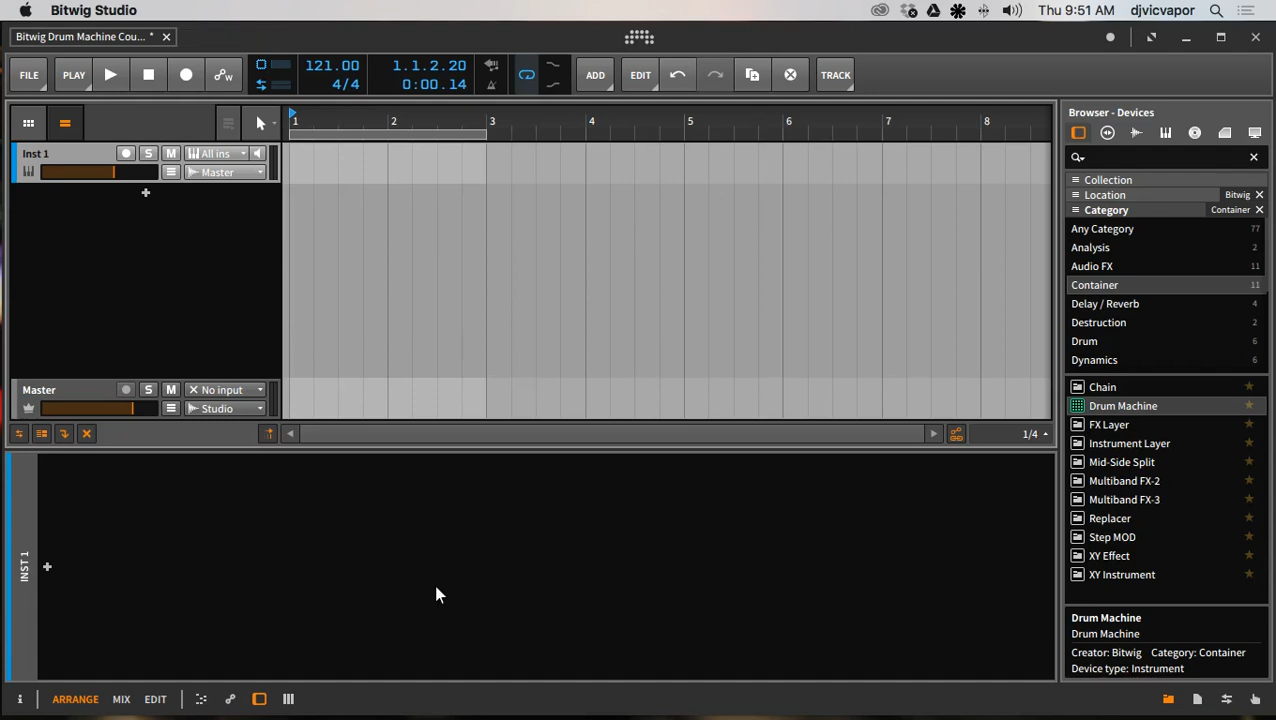 Bitwig Studio
Thu 9:51 AM djvicvapor
Bitwig Drum Machine Cou... *
FILE PLAY 121.00 1.1.2.20 ADD EDIT TRACK
4/4 0:00.14
1 2 3 4 5 6 7 8
Inst 1 S M All ins
Master
Master S M No input
Studio
1/4
INST 1
ARRANGE MIX EDIT
Browser - Devices
Collection
Location Bitwig
Category Container
Any Category 77
Analysis 2
Audio FX 11
Container 11
Delay / Reverb 4
Destruction 2
Drum 6
Dynamics 6
Chain
Drum Machine
FX Layer
Instrument Layer
Mid-Side Split
Multiband FX-2
Multiband FX-3
Replacer
Step MOD
XY Effect
XY Instrument
Drum Machine
Drum Machine
Creator: Bitwig Category: Container
Device type: Instrument